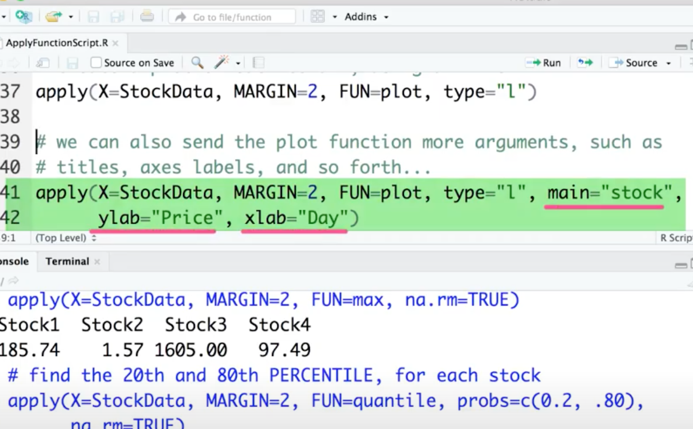 Go to file/function
Addins
ApplyFunctionScript.R
Source on Save
Run
Source
37 apply(X=StockData, MARGIN=2, FUN=plot, type="l")
38
39 # we can also send the plot function more arguments, such as
40 # titles, axes labels, and so forth...
41 apply(X=StockData, MARGIN=2, FUN=plot, type="l", main="stock",
42 ylab="Price", xlab="Day")
9:1 (Top Level) R Scrip
onsole Terminal
/
apply(X=StockData, MARGIN=2, FUN=max, na.rm=TRUE)
Stock1 Stock2 Stock3 Stock4
185.74 1.57 1605.00 97.49
# find the 20th and 80th PERCENTILE, for each stock
apply(X=StockData, MARGIN=2, FUN=quantile, probs=c(0.2, .80),
na.rm=TRUE)